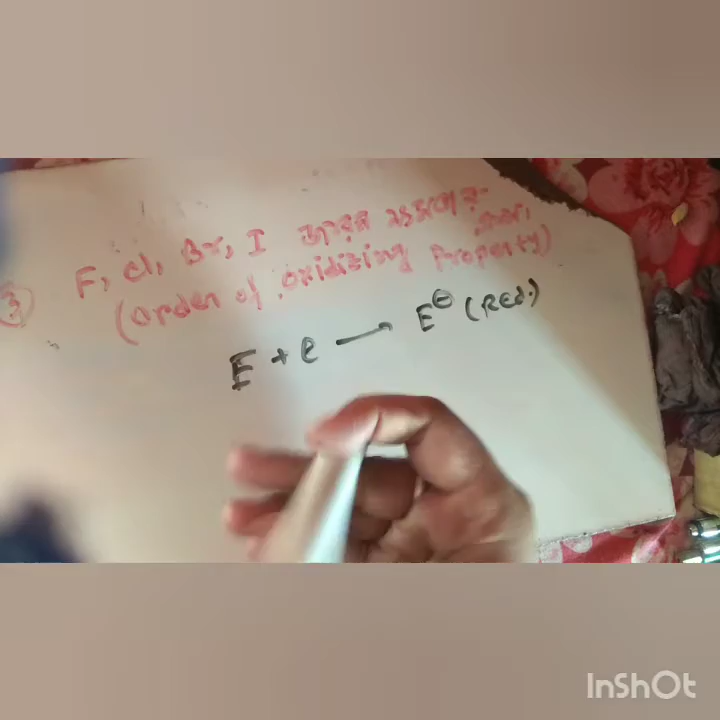 ③ F, Cl, Br, I
(Order of oxidizing Property)
E + e → E⊖ (Red.)
InShOt